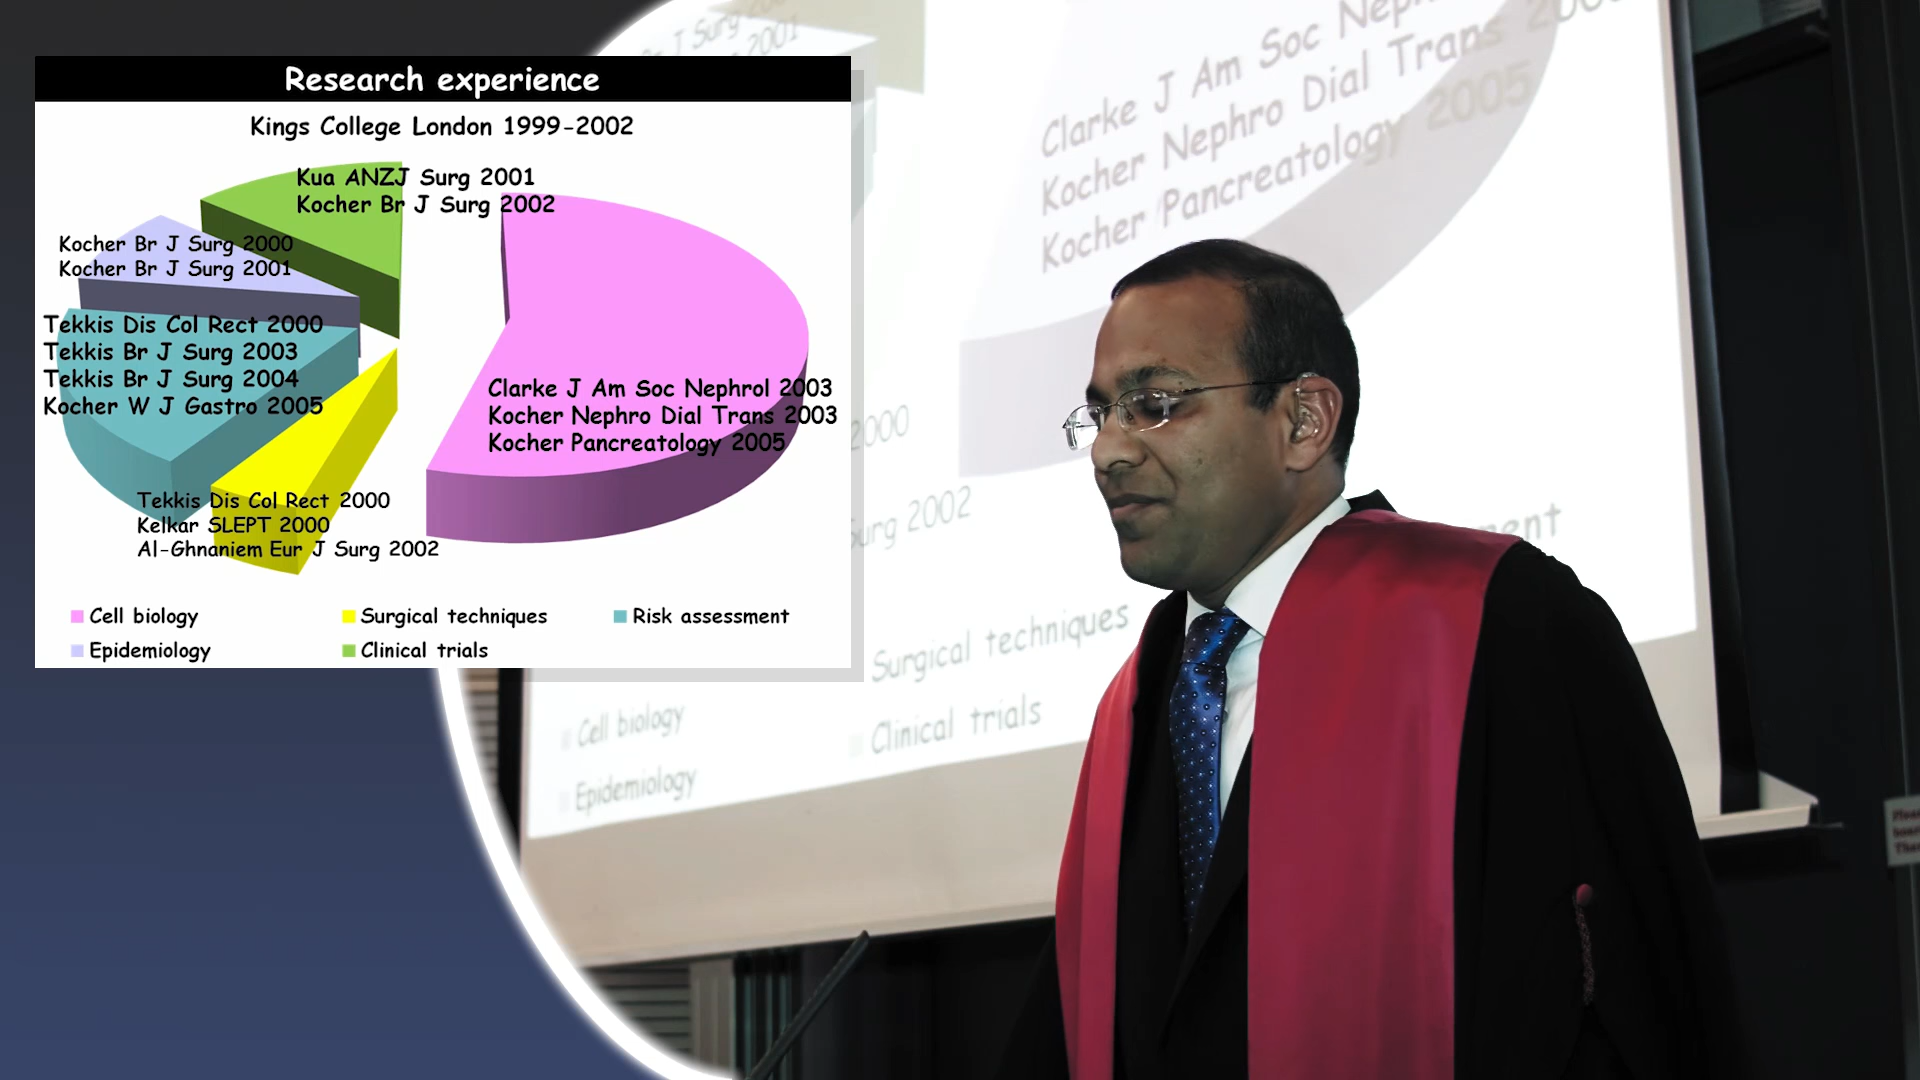 Research experience
Kings College London 1999-2002
Kua ANZJ Surg 2001
Kocher Br J Surg 2002
Kocher Br J Surg 2000
Kocher Br J Surg 2001
Tekkis Dis Col Rect 2000
Tekkis Br J Surg 2003
Tekkis Br J Surg 2004
Kocher W J Gastro 2005
Clarke J Am Soc Nephrol 2003
Kocher Nephro Dial Trans 2003
Kocher Pancreatology 2005
Tekkis Dis Col Rect 2000
Kelkar SLEPT 2000
Al-Ghnaniem Eur J Surg 2002
Cell biology
Surgical techniques
Risk assessment
Epidemiology
Clinical trials
Br J Surg
2001
Clarke J Am Soc
Kocher Nephro Dial Trans
Kocher Pancreatology 2005
2000
Surg 2002
Surgical techniques
Cell biology
Clinical trials
Epidemiology